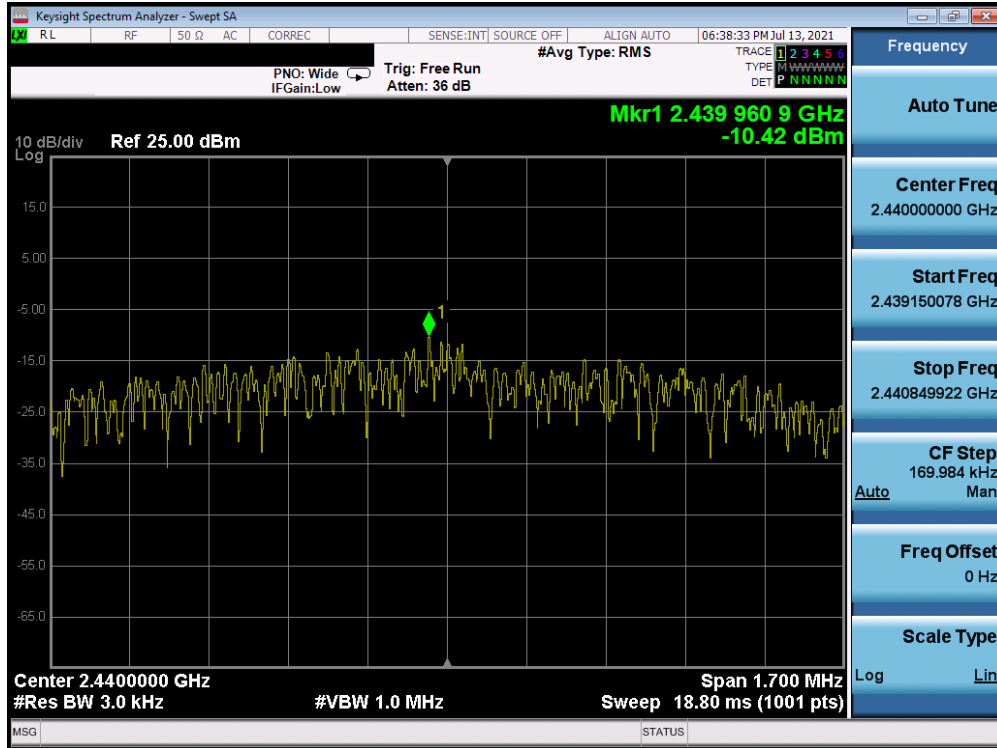 Keysight Spectrum Analyzer - Swept SA
LXI RL RF 50 Ω AC CORREC SENSE:INT SOURCE OFF ALIGN AUTO 06:38:33 PM Jul 13, 2021
#Avg Type: RMS TRACE 1 2 3 4 5 6
PNO: Wide Trig: Free Run TYPE M WWWWW
IFGain:Low Atten: 36 dB DET P N N N N N
Mkr1 2.439 960 9 GHz
-10.42 dBm
10 dB/div Ref 25.00 dBm
Log
15.0
5.00
-5.00
1
-15.0
-25.0
-35.0
-45.0
-55.0
-65.0
Center 2.4400000 GHz Span 1.700 MHz
#Res BW 3.0 kHz #VBW 1.0 MHz Sweep 18.80 ms (1001 pts)
MSG STATUS
Frequency
Auto Tune
Center Freq
2.440000000 GHz
Start Freq
2.439150078 GHz
Stop Freq
2.440849922 GHz
CF Step
169.984 kHz
Auto Man
Freq Offset
0 Hz
Scale Type
Log Lin